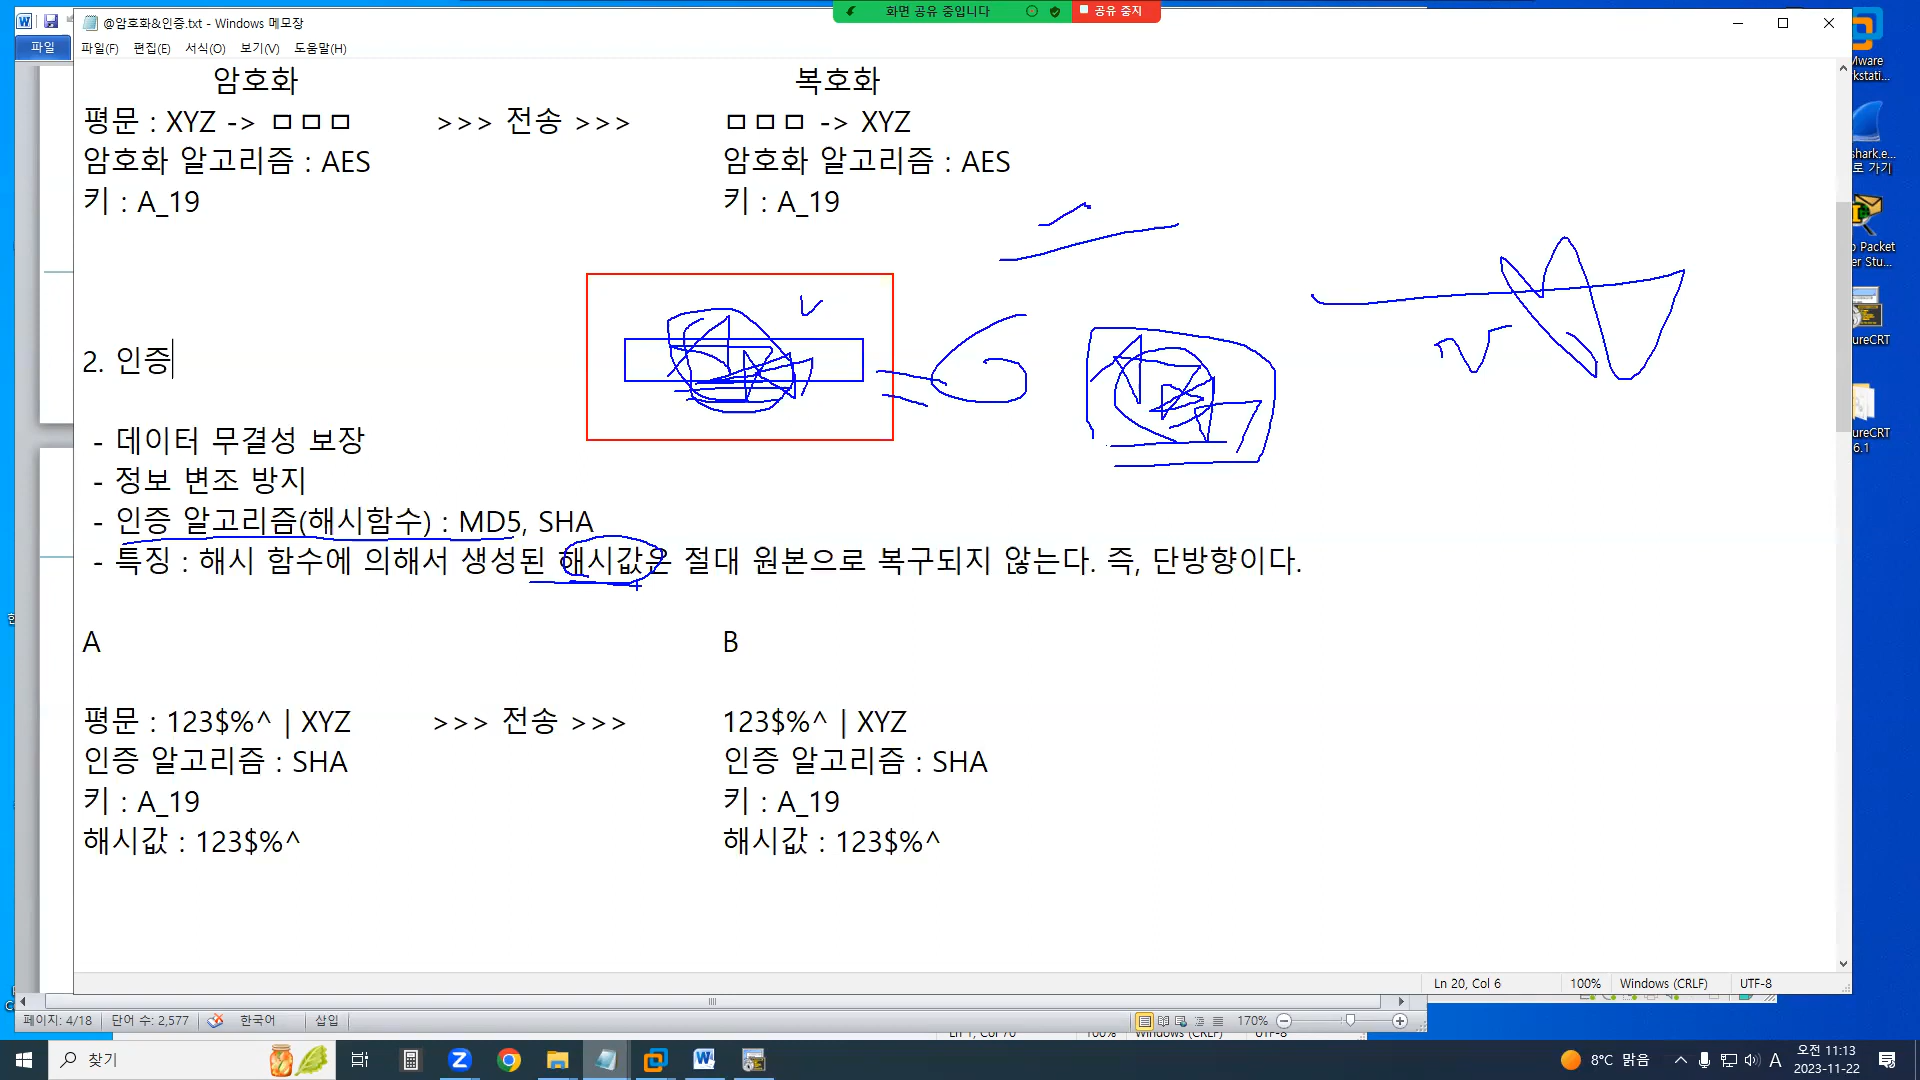 @암호화&인증.txt - Windows 메모장
화면 공유 중입니다
공유 중지
파일
파일(F) 편집(E) 서식(O) 보기(V) 도움말(H)
암호화 복호화
평문 : XYZ -> ㅁㅁㅁ >>> 전송 >>> ㅁㅁㅁ -> XYZ
암호화 알고리즘 : AES 암호화 알고리즘 : AES
키 : A_19 키 : A_19
2. 인증
- 데이터 무결성 보장
- 정보 변조 방지
- 인증 알고리즘(해시함수) : MD5, SHA
- 특징 : 해시 함수에 의해서 생성된 해시값은 절대 원본으로 복구되지 않는다. 즉, 단방향이다.
A B
평문 : 123$%^ | XYZ >>> 전송 >>> 123$%^ | XYZ
인증 알고리즘 : SHA 인증 알고리즘 : SHA
키 : A_19 키 : A_19
해시값 : 123$%^ 해시값 : 123$%^
Ln 20, Col 6 100% Windows (CRLF) UTF-8
페이지: 4/18 단어 수: 2,577 한국어 삽입 170%
찾기
8°C 맑음 A 오전 11:13
2023-11-22